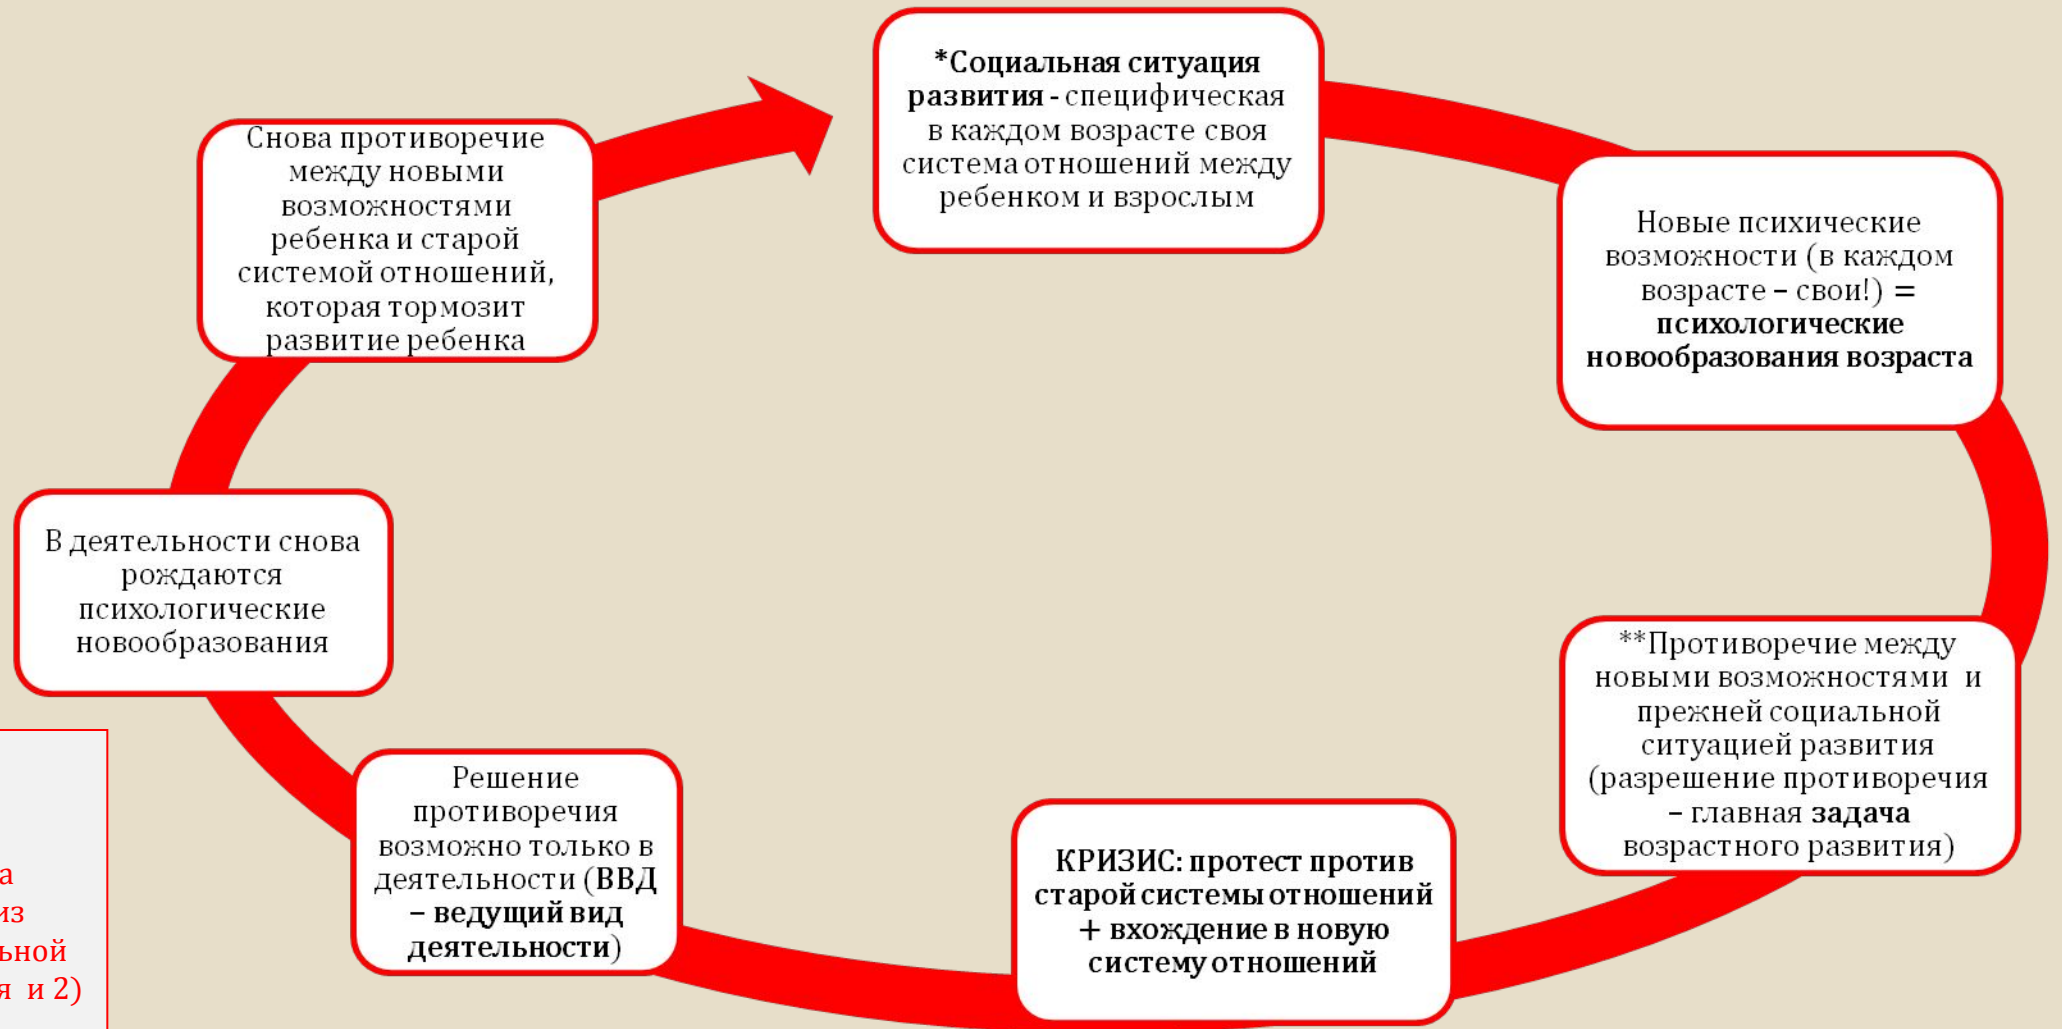 *Социальная ситуация
развития - специфическая
в каждом возрасте своя
система отношений между
ребенком и взрослым
Новые психические
возможности (в каждом
возрасте – свои!) =
психологические
новообразования возраста
**Противоречие между
новыми возможностями и
прежней социальной
ситуацией развития
(разрешение противоречия
– главная задача
возрастного развития)
КРИЗИС: протест против
старой системы отношений
+ вхождение в новую
систему отношений
Решение
противоречия
возможно только в
деятельности (ВВД
– ведущий вид
деятельности)
В деятельности снова
рождаются
психологические
новообразования
Снова противоречие
между новыми
возможностями
ребенка и старой
системой отношений,
которая тормозит
развитие ребенка
из
и 2)